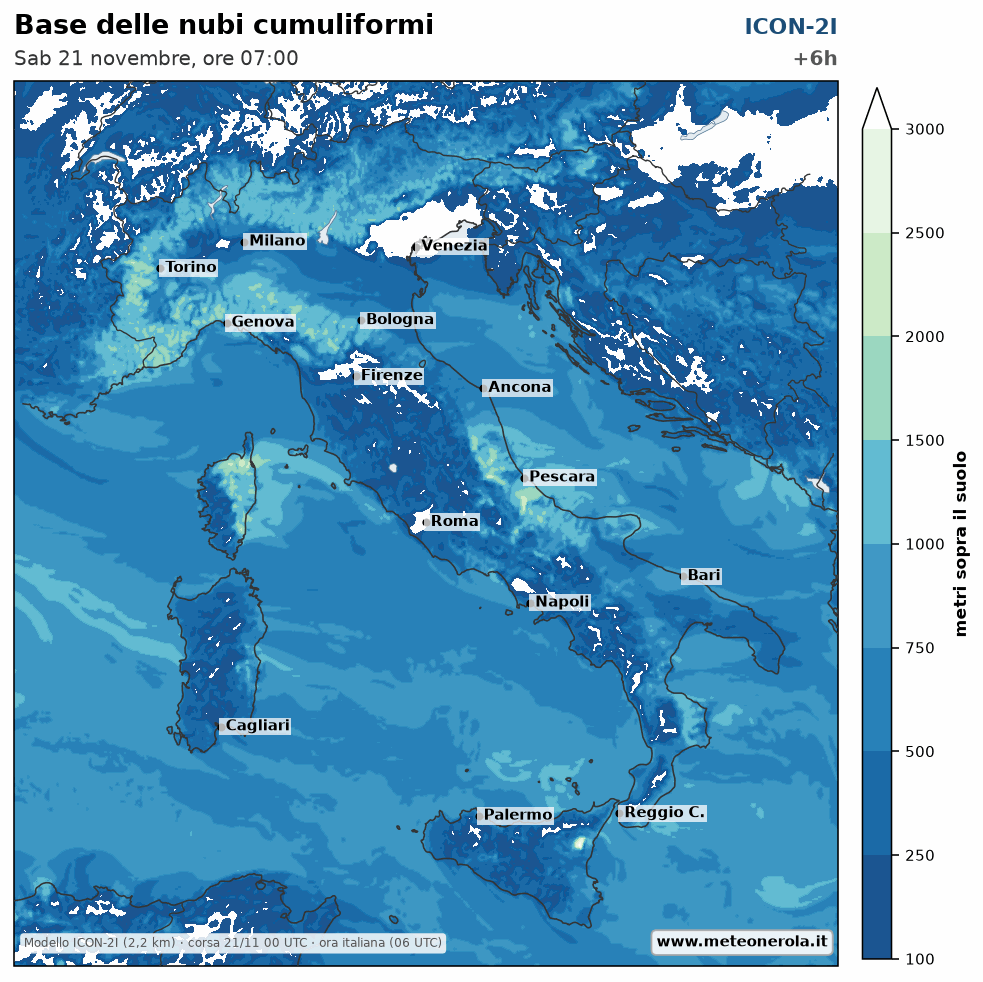 Base delle nubi cumuliformi
ICON-2I
Sab 21 novembre, ore 07:00
+6h
3000
2500
2000
1500
1000
750
500
250
100
metri sopra il suolo
Milano
Venezia
Torino
Genova
Bologna
Firenze
Ancona
Pescara
Roma
Bari
Napoli
Cagliari
Palermo
Reggio C.
Modello ICON-2I (2,2 km) · corsa 21/11 00 UTC · ora italiana (06 UTC)
www.meteonerola.it